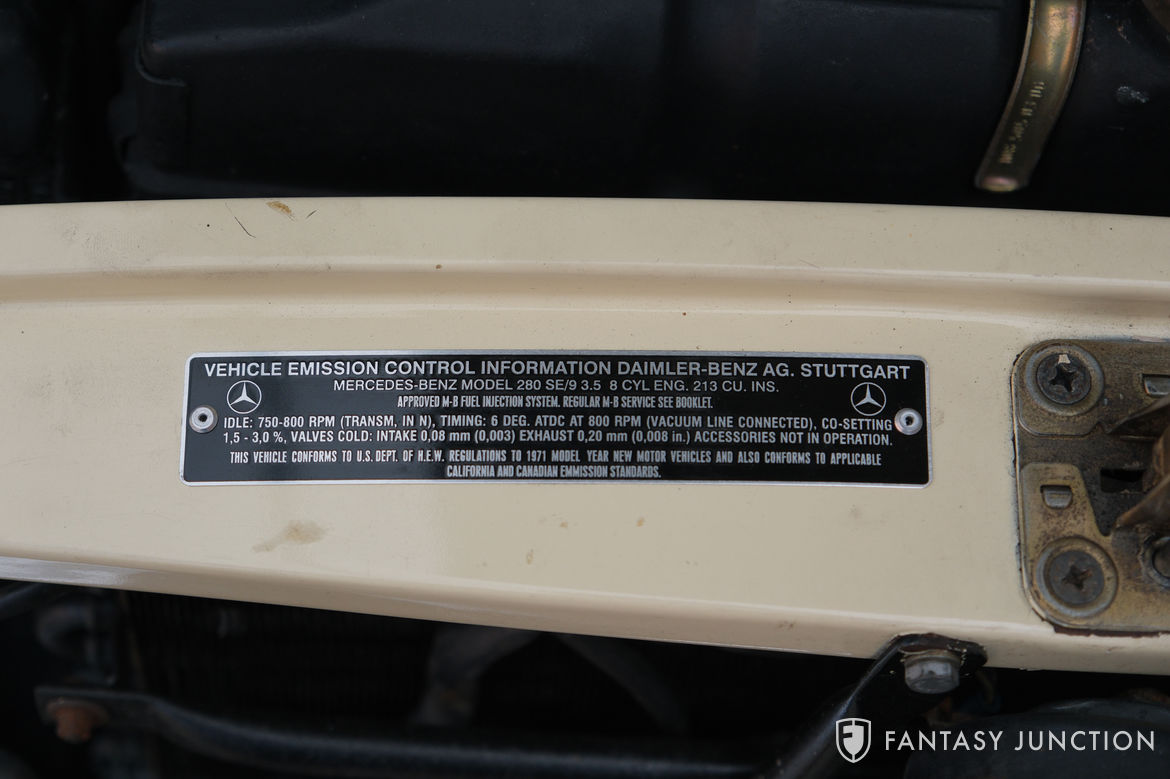 VEHICLE EMISSION CONTROL INFORMATION DAIMLER-BENZ AG. STUTTGART
MERCEDES-BENZ MODEL 280 SE/9 3.5 8 CYL ENG. 213 CU. INS.
APPROVED M-B FUEL INJECTION SYSTEM. REGULAR M-B SERVICE SEE BOOKLET.
IDLE: 750-800 RPM (TRANSM, IN N), TIMING: 6 DEG. ATDC AT 800 RPM (VACUUM LINE CONNECTED), CO-SETTING
1,5 - 3,0 %, VALVES COLD: INTAKE 0,08 mm (0,003) EXHAUST 0,20 mm (0,008 in.) ACCESSORIES NOT IN OPERATION.
THIS VEHICLE CONFORMS TO U.S. DEPT. OF H.E.W. REGULATIONS TO 1971 MODEL YEAR NEW MOTOR VEHICLES AND ALSO CONFORMS TO APPLICABLE
CALIFORNIA AND CANADIAN EMMISSION STANDARDS.
FANTASY JUNCTION